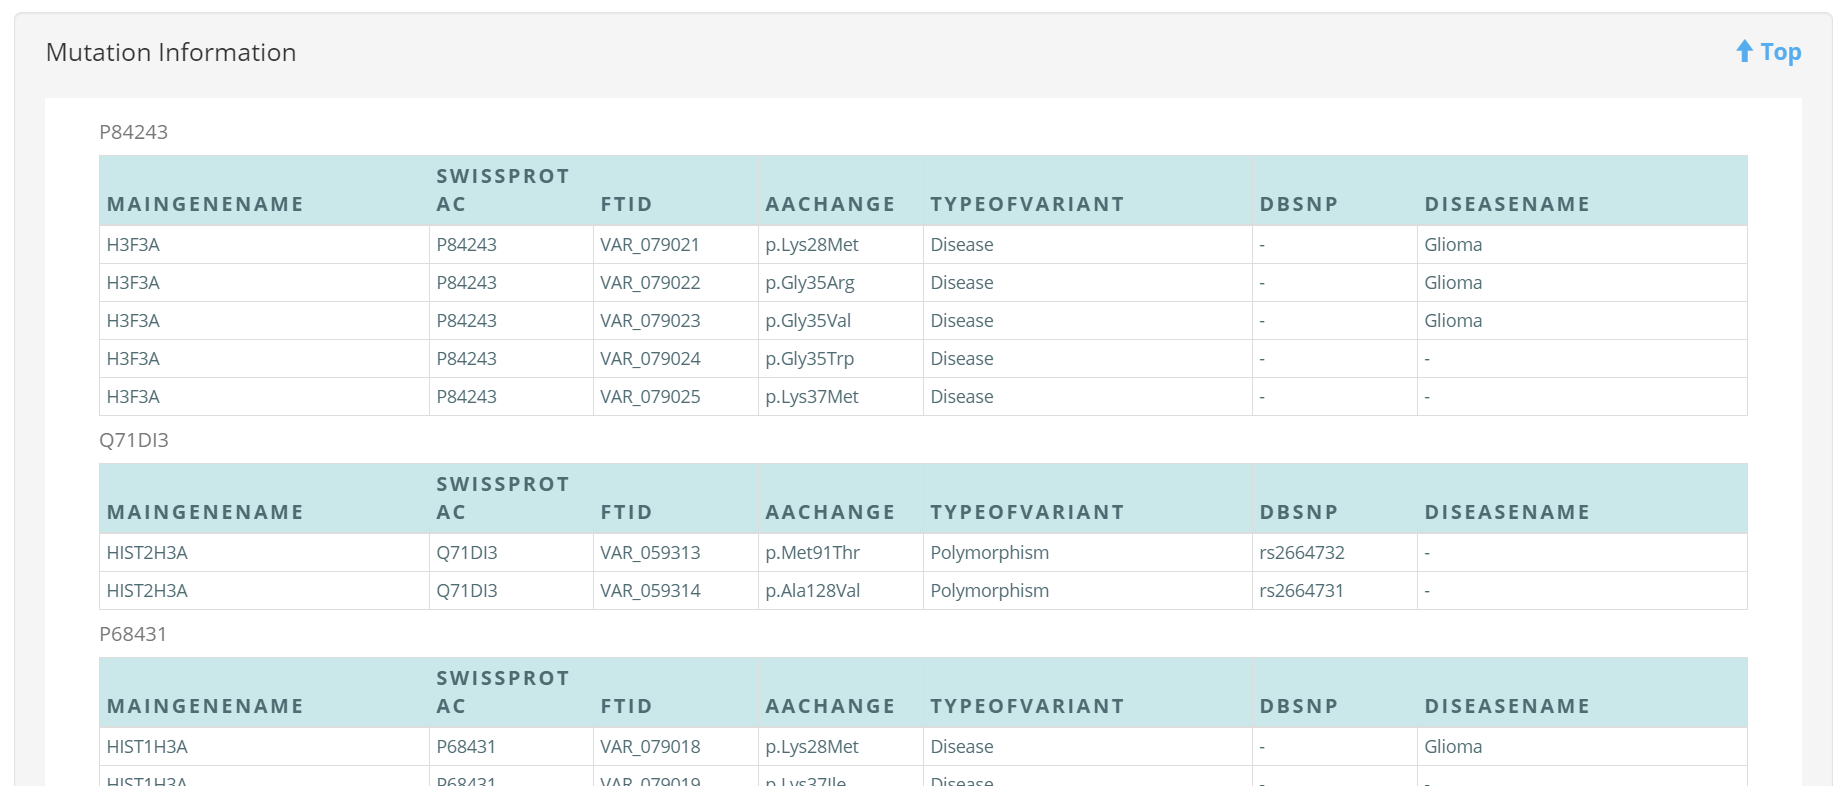 Mutation Information
Top
P84243
MAINGENENAME SWISSPROT AC FTID AACHANGE TYPEOFVARIANT DBSNP DISEASENAME
H3F3A P84243 VAR_079021 p.Lys28Met Disease - Glioma
H3F3A P84243 VAR_079022 p.Gly35Arg Disease - Glioma
H3F3A P84243 VAR_079023 p.Gly35Val Disease - Glioma
H3F3A P84243 VAR_079024 p.Gly35Trp Disease - -
H3F3A P84243 VAR_079025 p.Lys37Met Disease - -
Q71DI3
MAINGENENAME SWISSPROT AC FTID AACHANGE TYPEOFVARIANT DBSNP DISEASENAME
HIST2H3A Q71DI3 VAR_059313 p.Met91Thr Polymorphism rs2664732 -
HIST2H3A Q71DI3 VAR_059314 p.Ala128Val Polymorphism rs2664731 -
P68431
MAINGENENAME SWISSPROT AC FTID AACHANGE TYPEOFVARIANT DBSNP DISEASENAME
HIST1H3A P68431 VAR_079018 p.Lys28Met Disease - Glioma
HIST1H3A P68431 VAR_079019 p.Lys37Ile Disease - -